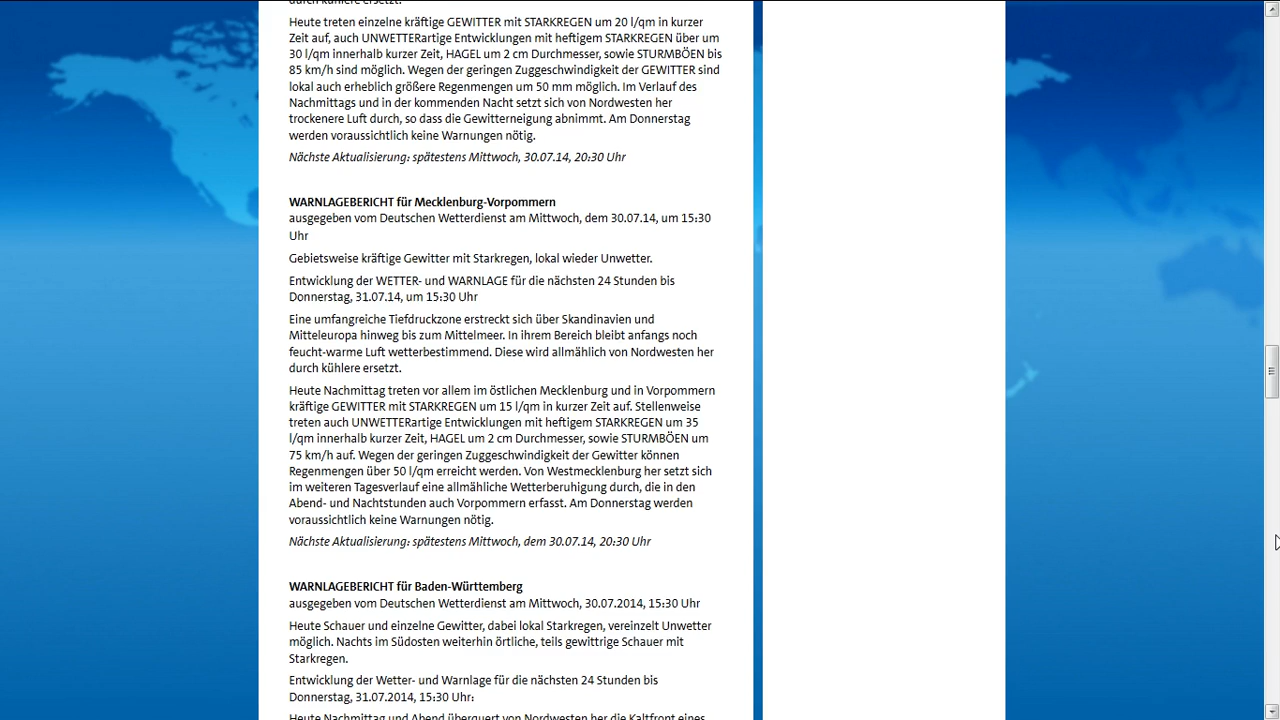 durch kühlere ersetzt.
Heute treten einzelne kräftige GEWITTER mit STARKREGEN um 20 l/qm in kurzer
Zeit auf, auch UNWETTERartige Entwicklungen mit heftigem STARKREGEN über um
30 l/qm innerhalb kurzer Zeit, HAGEL um 2 cm Durchmesser, sowie STURMBÖEN bis
85 km/h sind möglich. Wegen der geringen Zuggeschwindigkeit der GEWITTER sind
lokal auch erheblich größere Regenmengen um 50 mm möglich. Im Verlauf des
Nachmittags und in der kommenden Nacht setzt sich von Nordwesten her
trockenere Luft durch, so dass die Gewitterneigung abnimmt. Am Donnerstag
werden voraussichtlich keine Warnungen nötig.
Nächste Aktualisierung: spätestens Mittwoch, 30.07.14, 20:30 Uhr
WARNLAGEBERICHT für Mecklenburg-Vorpommern
ausgegeben vom Deutschen Wetterdienst am Mittwoch, dem 30.07.14, um 15:30
Uhr
Gebietsweise kräftige Gewitter mit Starkregen, lokal wieder Unwetter.
Entwicklung der WETTER- und WARNLAGE für die nächsten 24 Stunden bis
Donnerstag, 31.07.14, um 15:30 Uhr
Eine umfangreiche Tiefdruckzone erstreckt sich über Skandinavien und
Mitteleuropa hinweg bis zum Mittelmeer. In ihrem Bereich bleibt anfangs noch
feucht-warme Luft wetterbestimmend. Diese wird allmählich von Nordwesten her
durch kühlere ersetzt.
Heute Nachmittag treten vor allem im östlichen Mecklenburg und in Vorpommern
kräftige GEWITTER mit STARKREGEN um 15 l/qm in kurzer Zeit auf. Stellenweise
treten auch UNWETTERartige Entwicklungen mit heftigem STARKREGEN um 35
l/qm innerhalb kurzer Zeit, HAGEL um 2 cm Durchmesser, sowie STURMBÖEN um
75 km/h auf. Wegen der geringen Zuggeschwindigkeit der Gewitter können
Regenmengen über 50 l/qm erreicht werden. Von Westmecklenburg her setzt sich
im weiteren Tagesverlauf eine allmähliche Wetterberuhigung durch, die in den
Abend- und Nachtstunden auch Vorpommern erfasst. Am Donnerstag werden
voraussichtlich keine Warnungen nötig.
Nächste Aktualisierung: spätestens Mittwoch, dem 30.07.14, 20:30 Uhr
WARNLAGEBERICHT für Baden-Württemberg
ausgegeben vom Deutschen Wetterdienst am Mittwoch, 30.07.2014, 15:30 Uhr
Heute Schauer und einzelne Gewitter, dabei lokal Starkregen, vereinzelt Unwetter
möglich. Nachts im Südosten weiterhin örtliche, teils gewittrige Schauer mit
Starkregen.
Entwicklung der Wetter- und Warnlage für die nächsten 24 Stunden bis
Donnerstag, 31.07.2014, 15:30 Uhr:
Heute Nachmittag und Abend überquert von Nordwesten her die Kaltfront eines